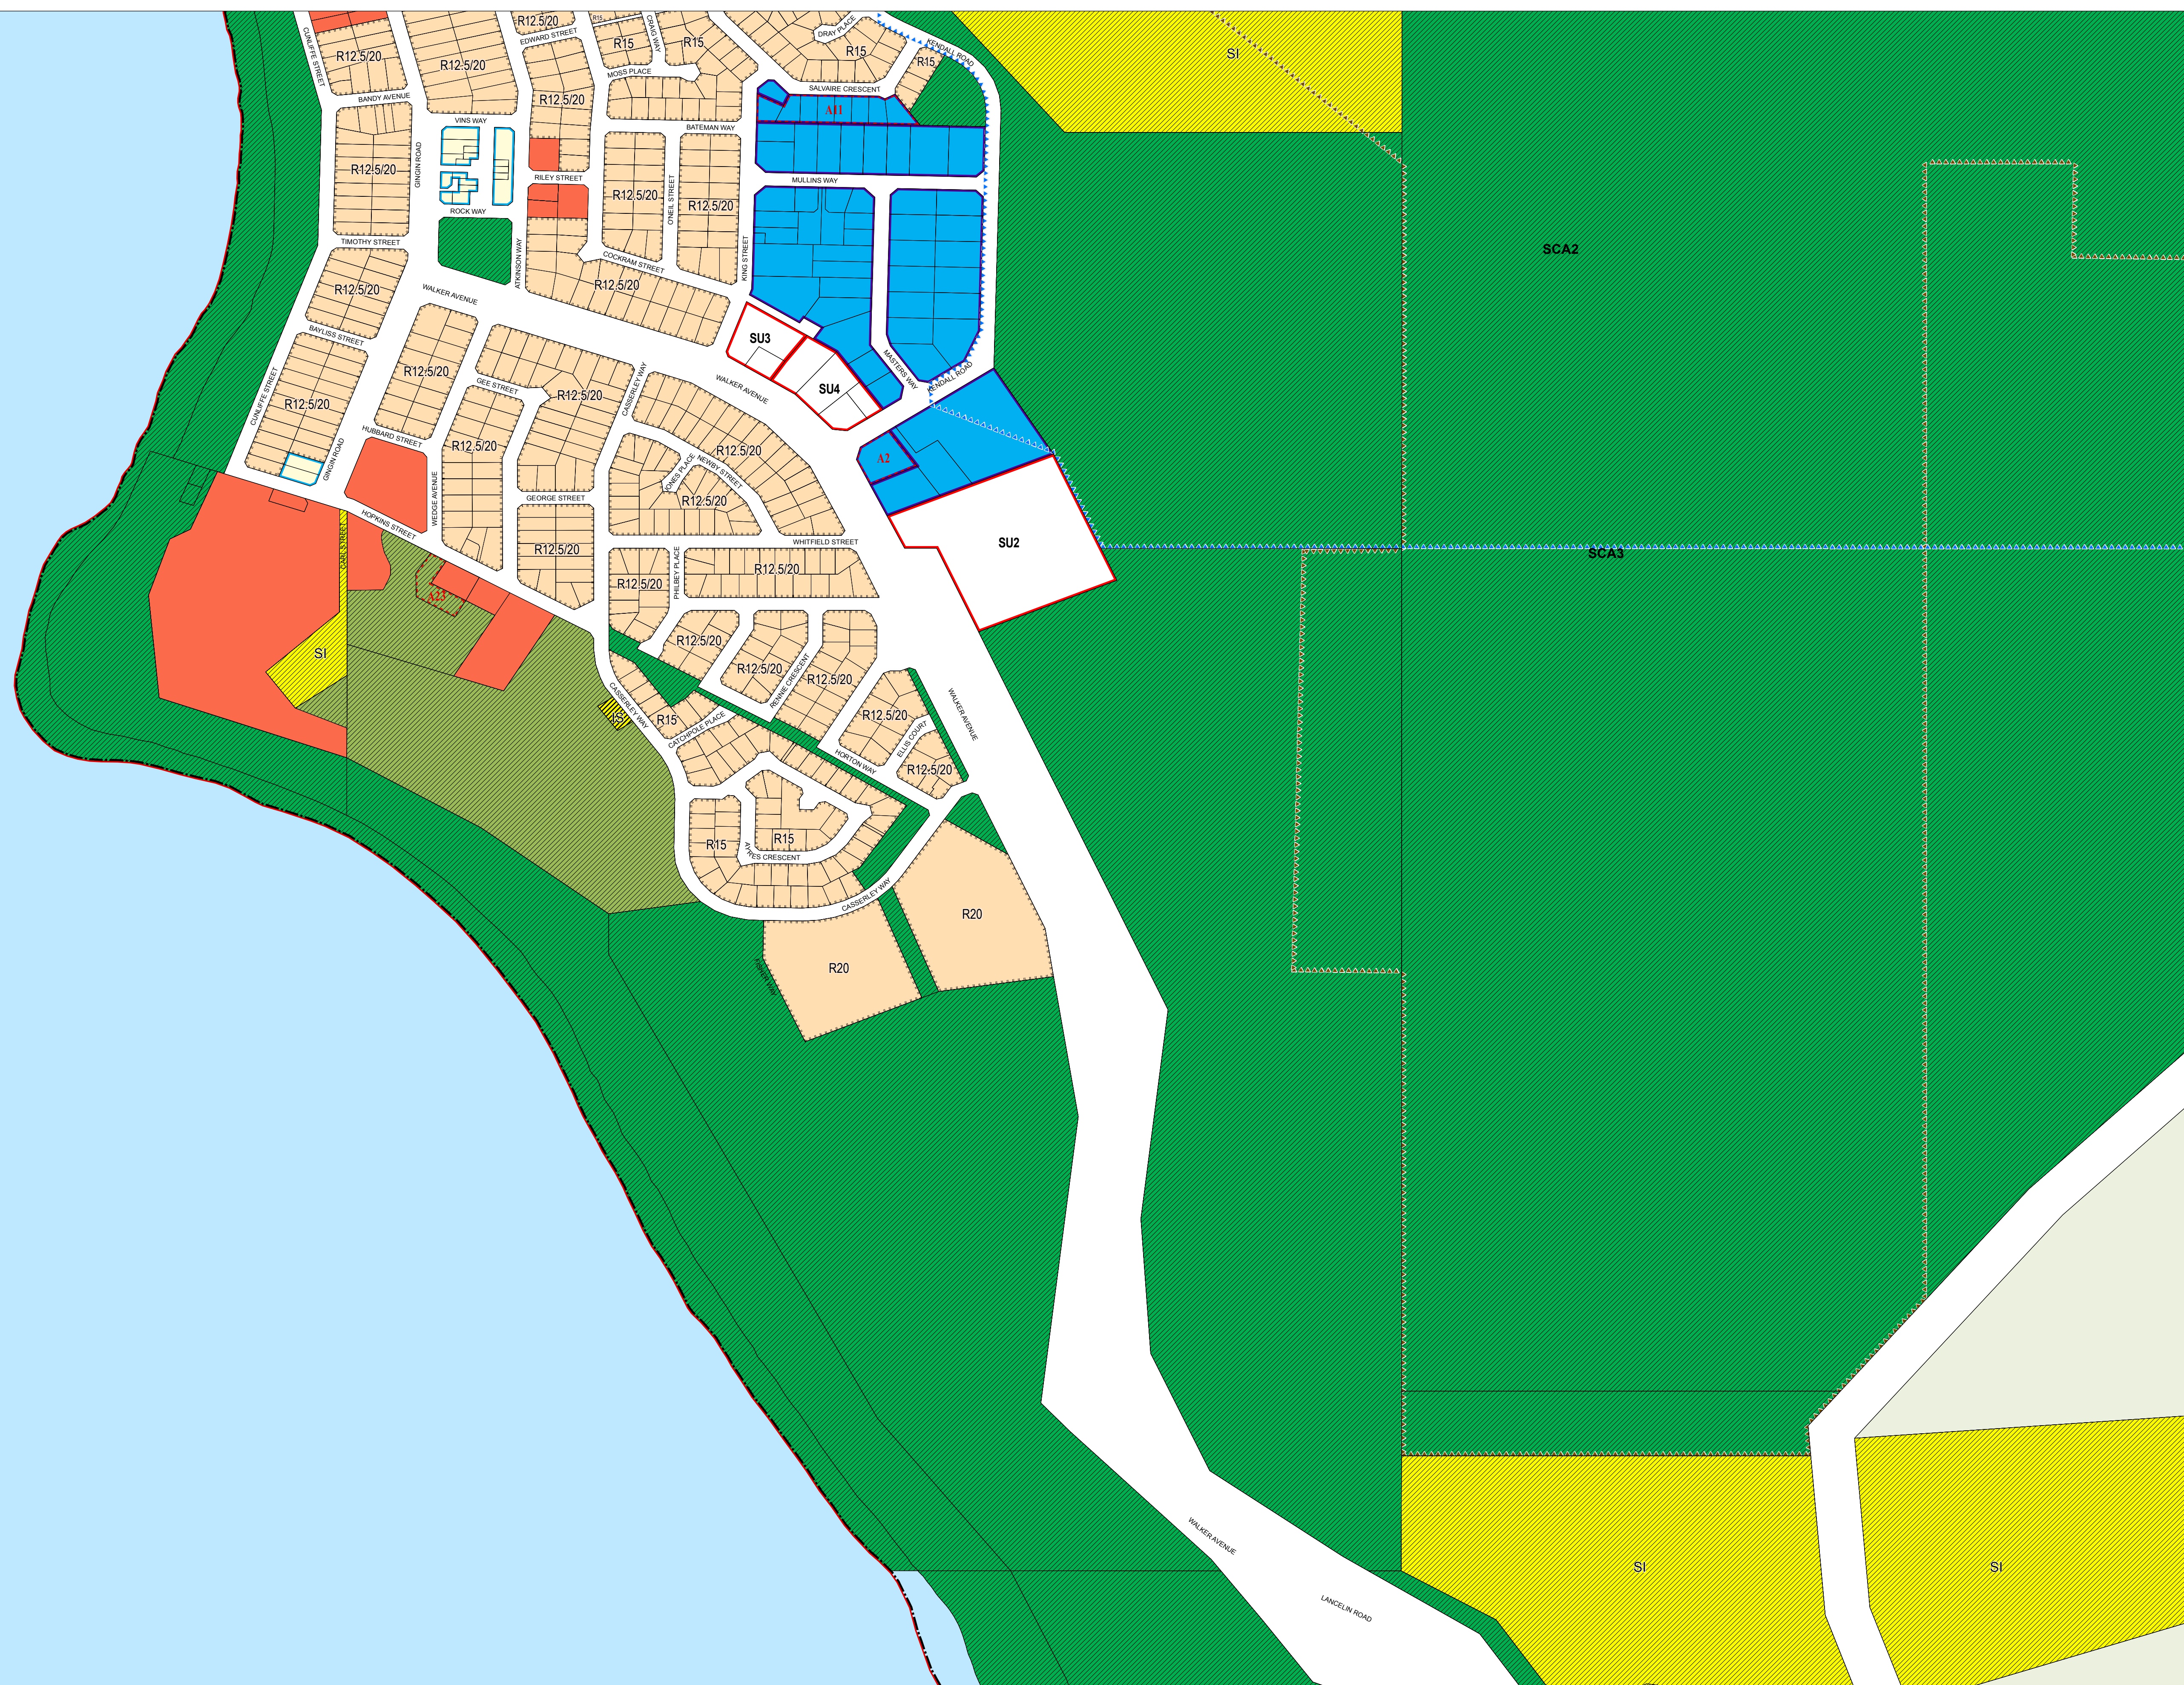 R12.5/20
R15
CRAIG WAY
DRAY PLACE
CUNLIFFE STREET
EDWARD STREET
R15
R15
R15
KENDALL ROAD
SI
R12.5/20
R12.5/20
R15
MOSS PLACE
SALVAIRE CRESCENT
BANDY AVENUE
R12.5/20
A11
VINS WAY
BATEMAN WAY
GINGIN ROAD
R12.5/20
RILEY STREET
MULLINS WAY
R12.5/20
O'NEIL STREET
R12.5/20
ROCK WAY
TIMOTHY STREET
ATKINSON WAY
KING STREET
SCA2
COCKRAM STREET
R12.5/20
R12.5/20
WALKER AVENUE
BAYLISS STREET
SU3
MASTERS WAY
KENDALL ROAD
R12.5/20
GEE STREET
R12.5/20
CASSERLEY WAY
WALKER AVENUE
SU4
CUNLIFFE STREET
R12.5/20
HUBBARD STREET
R12.5/20
R12.5/20
GINGIN ROAD
JONES PLACE
NEWBY STREET
A2
WEDGE AVENUE
GEORGE STREET
R12.5/20
HOPKINS STREET
CARL STREET
WHITFIELD STREET
SU2
R12.5/20
SCA3
R12.5/20
PHILBEY PLACE
R12.5/20
A23
R12.5/20
SI
R12.5/20
RENNIE CRESCENT
R12.5/20
CASSERLEY WAY
WALKER AVENUE
IS
R15
CATCHPOLE PLACE
R12.5/20
ELLIS COURT
HORTON WAY
R12.5/20
R15
R15
AYRES CRESCENT
CASSERLEY WAY
R20
R20
WALKER AVENUE
SI
SI
LANCELIN ROAD